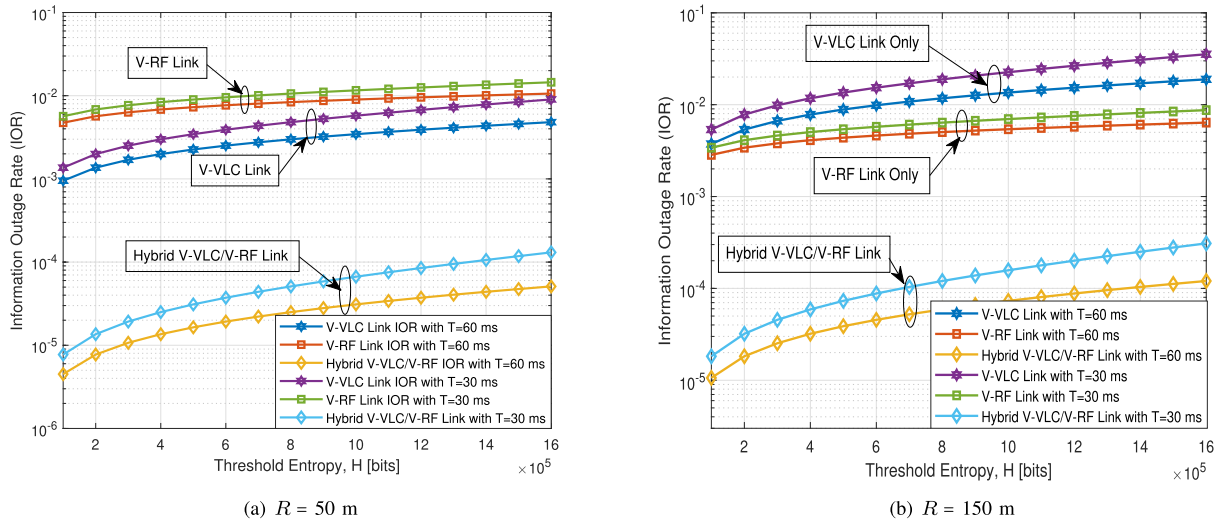 10^0
10^-1
10^-2
10^-3
10^-4
10^-5
10^-6
Information Outage Rate (IOR)
V-RF Link
V-VLC Link
Hybrid V-VLC/V-RF Link
V-VLC Link IOR with T=60 ms
V-RF Link IOR with T=60 ms
Hybrid V-VLC/V-RF IOR with T=60 ms
V-VLC Link IOR with T=30 ms
V-RF Link IOR with T=30 ms
Hybrid V-VLC/V-RF Link with T=30 ms
2 4 6 8 10 12 14 16
Threshold Entropy, H [bits]
×10^5
(a) R = 50 m
10^-1
10^-2
10^-3
10^-4
10^-5
Information Outage Rate (IOR)
V-VLC Link Only
V-RF Link Only
Hybrid V-VLC/V-RF Link
V-VLC Link with T=60 ms
V-RF Link with T=60 ms
Hybrid V-VLC/V-RF Link with T=60 ms
V-VLC Link with T=30 ms
V-RF Link with T=30 ms
Hybrid V-VLC/V-RF Link with T=30 ms
2 4 6 8 10 12 14 16
Threshold Entropy, H [bits]
×10^5
(b) R = 150 m